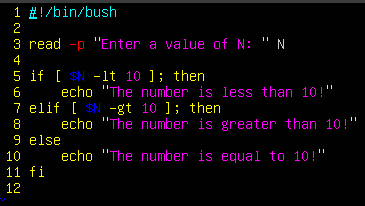 1 #!/bin/bush
2
3 read -p "Enter a value of N: " N
4
5 if [ $N -lt 10 ]; then
6     echo "The number is less than 10!"
7 elif [ $N -gt 10 ]; then
8     echo "The number is greater than 10!"
9 else
10     echo "The number is equal to 10!"
11 fi
12
~